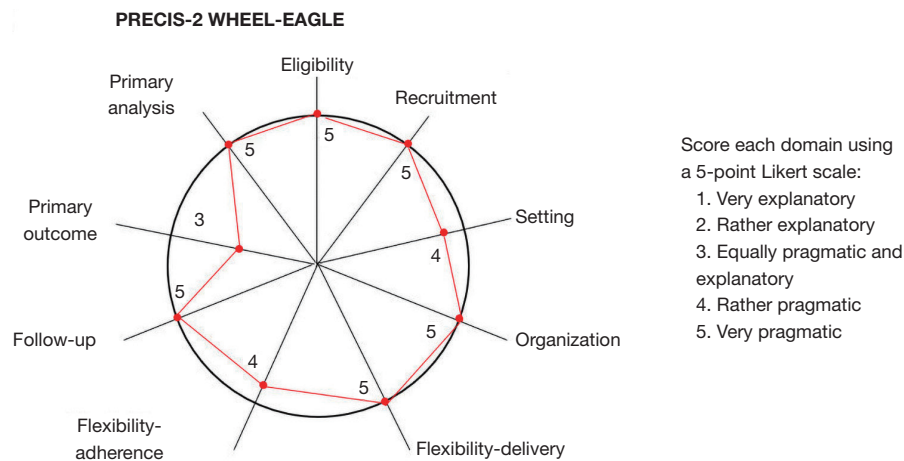 PRECIS-2 WHEEL-EAGLE
Eligibility
Primary
analysis
Recruitment
5
5
5
Primary
outcome
3
Setting
4
5
Follow-up
5
Organization
4
5
Flexibility-
adherence
Flexibility-delivery
Score each domain using
a 5-point Likert scale:
1. Very explanatory
2. Rather explanatory
3. Equally pragmatic and
explanatory
4. Rather pragmatic
5. Very pragmatic